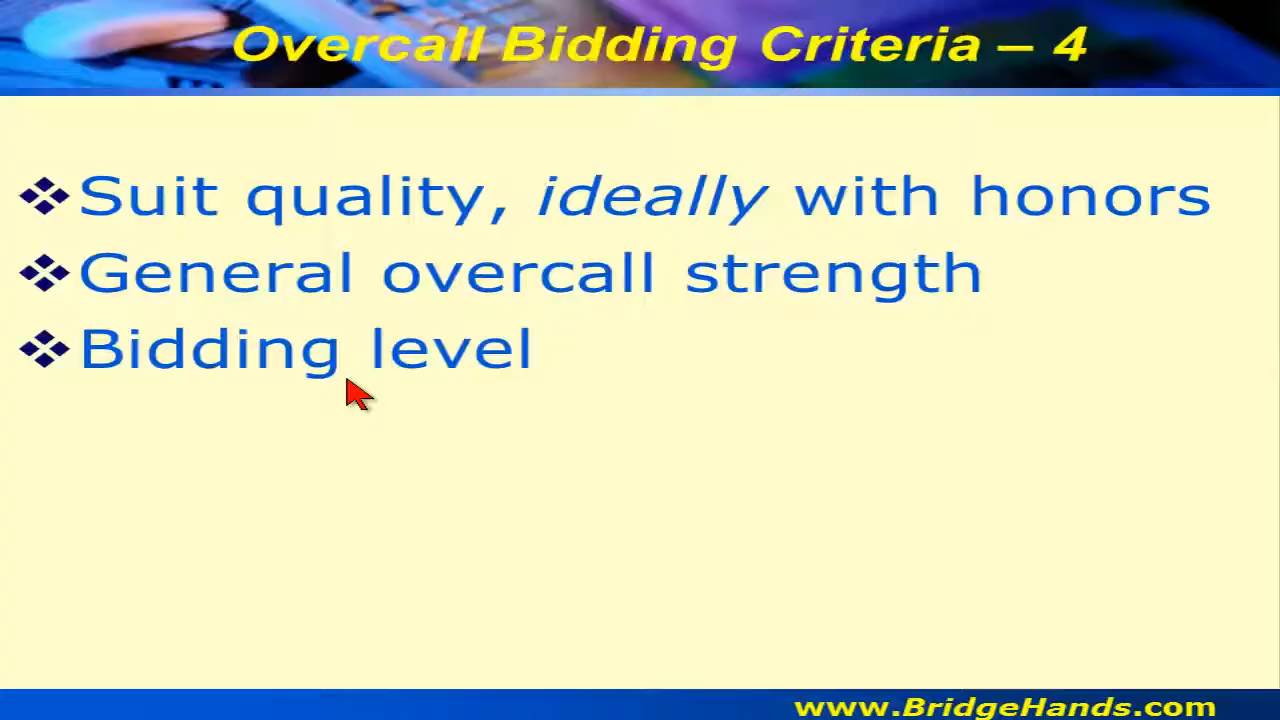 Overcall Bidding Criteria – 4
Suit quality, ideally with honors
General overcall strength
Bidding level
www.BridgeHands.com